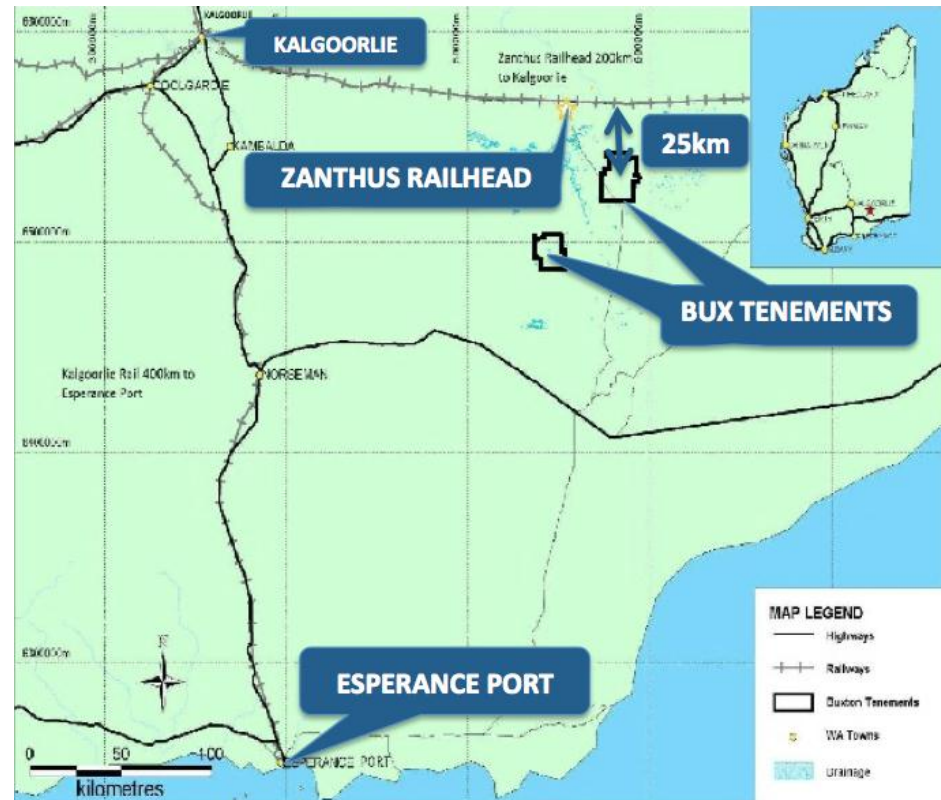 KALGOORLIE
KALGOORLIE
Zanthus Railhead 200km
to Kalgoorlie
COOLGARDIE
25km
KAMBALDA
ZANTHUS RAILHEAD
BUX TENEMENTS
Kalgoorlie Rail 400km to
Esperance Port
NORSEMAN
MAP LEGEND
Highways
Railways
Buxton Tenements
WA Towns
Drainage
ESPERANCE PORT
ESPERANCE PORT
0 50 100
kilometres